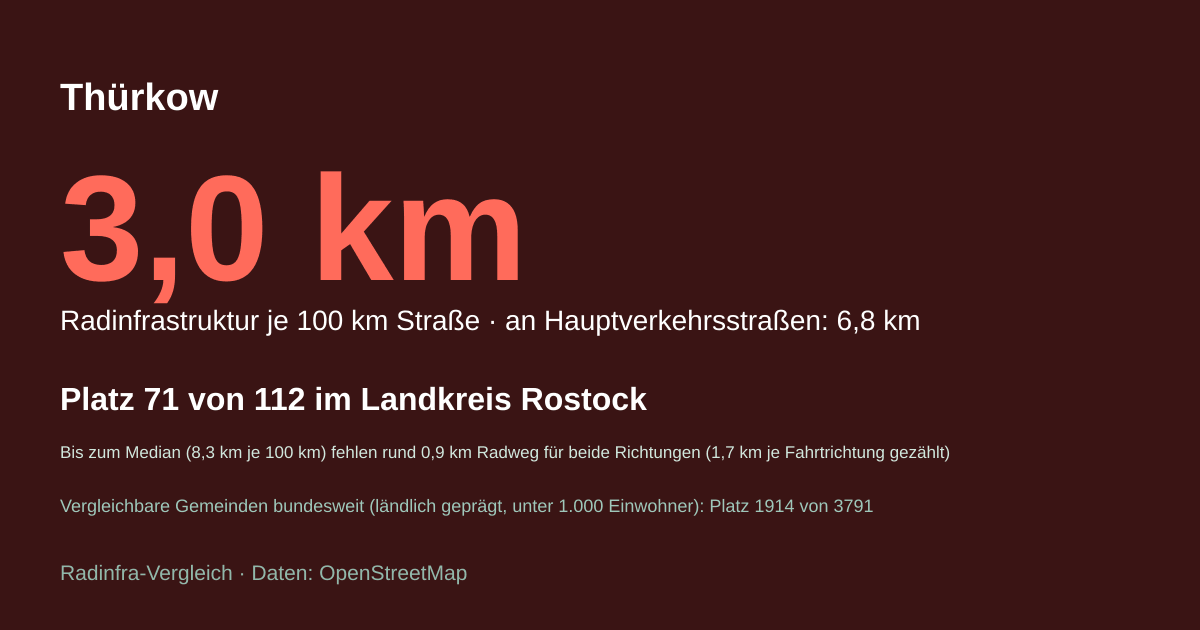 Thürkow
3,0 km
Radinfrastruktur je 100 km Straße · an Hauptverkehrsstraßen: 6,8 km
Platz 71 von 112 im Landkreis Rostock
Bis zum Median (8,3 km je 100 km) fehlen rund 0,9 km Radweg für beide Richtungen (1,7 km je Fahrtrichtung gezählt)
Vergleichbare Gemeinden bundesweit (ländlich geprägt, unter 1.000 Einwohner): Platz 1914 von 3791
Radinfra-Vergleich · Daten: OpenStreetMap